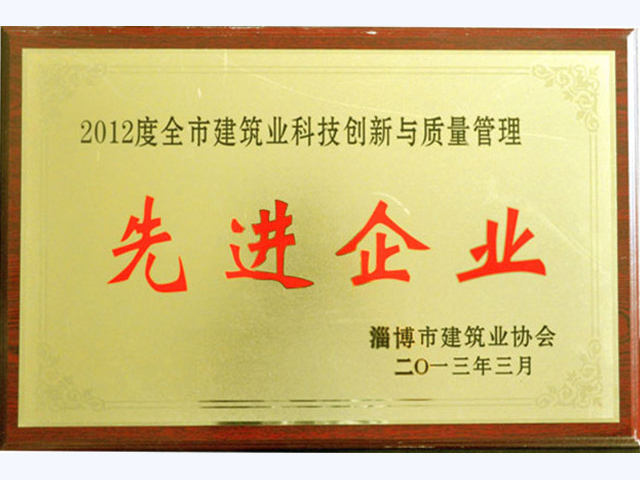 2012度全市建筑业科技创新与质量管理
先进企业
淄博市建筑业协会
二O一三年三月